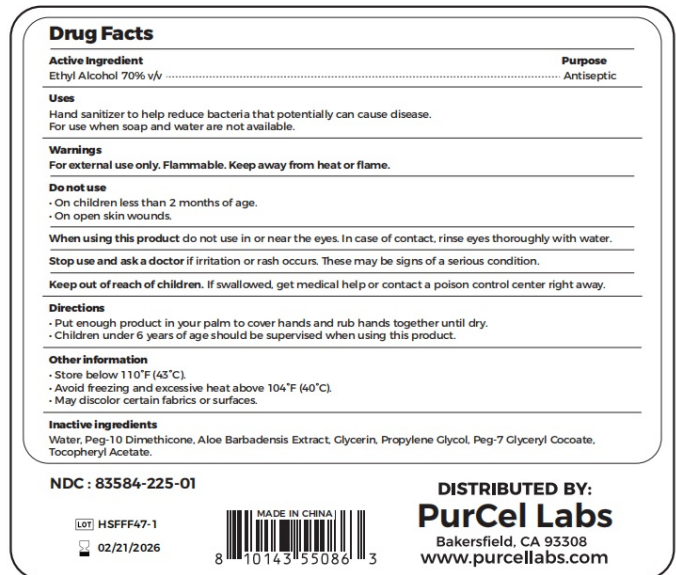 Drug Facts
Active Ingredient Purpose
Ethyl Alcohol 70% v/v ........ Antiseptic
Uses
Hand sanitizer to help reduce bacteria that potentially can cause disease.
For use when soap and water are not available.
Warnings
For external use only. Flammable. Keep away from heat or flame.
Do not use
• On children less than 2 months of age.
• On open skin wounds.
When using this product do not use in or near the eyes. In case of contact, rinse eyes thoroughly with water.
Stop use and ask a doctor if irritation or rash occurs. These may be signs of a serious condition.
Keep out of reach of children. If swallowed, get medical help or contact a poison control center right away.
Directions
• Put enough product in your palm to cover hands and rub hands together until dry.
• Children under 6 years of age should be supervised when using this product.
Other information
• Store below 110°F (43°C).
• Avoid freezing and excessive heat above 104°F (40°C).
• May discolor certain fabrics or surfaces.
Inactive ingredients
Water, Peg-10 Dimethicone, Aloe Barbadensis Extract, Glycerin, Propylene Glycol, Peg-7 Glyceryl Cocoate,
Tocopheryl Acetate.
NDC : 83584-225-01
LOT HSFFF47-1
02/21/2026
MADE IN CHINA
8 10143 55086 3
DISTRIBUTED BY:
PurCel Labs
Bakersfield, CA 93308
www.purcellabs.com